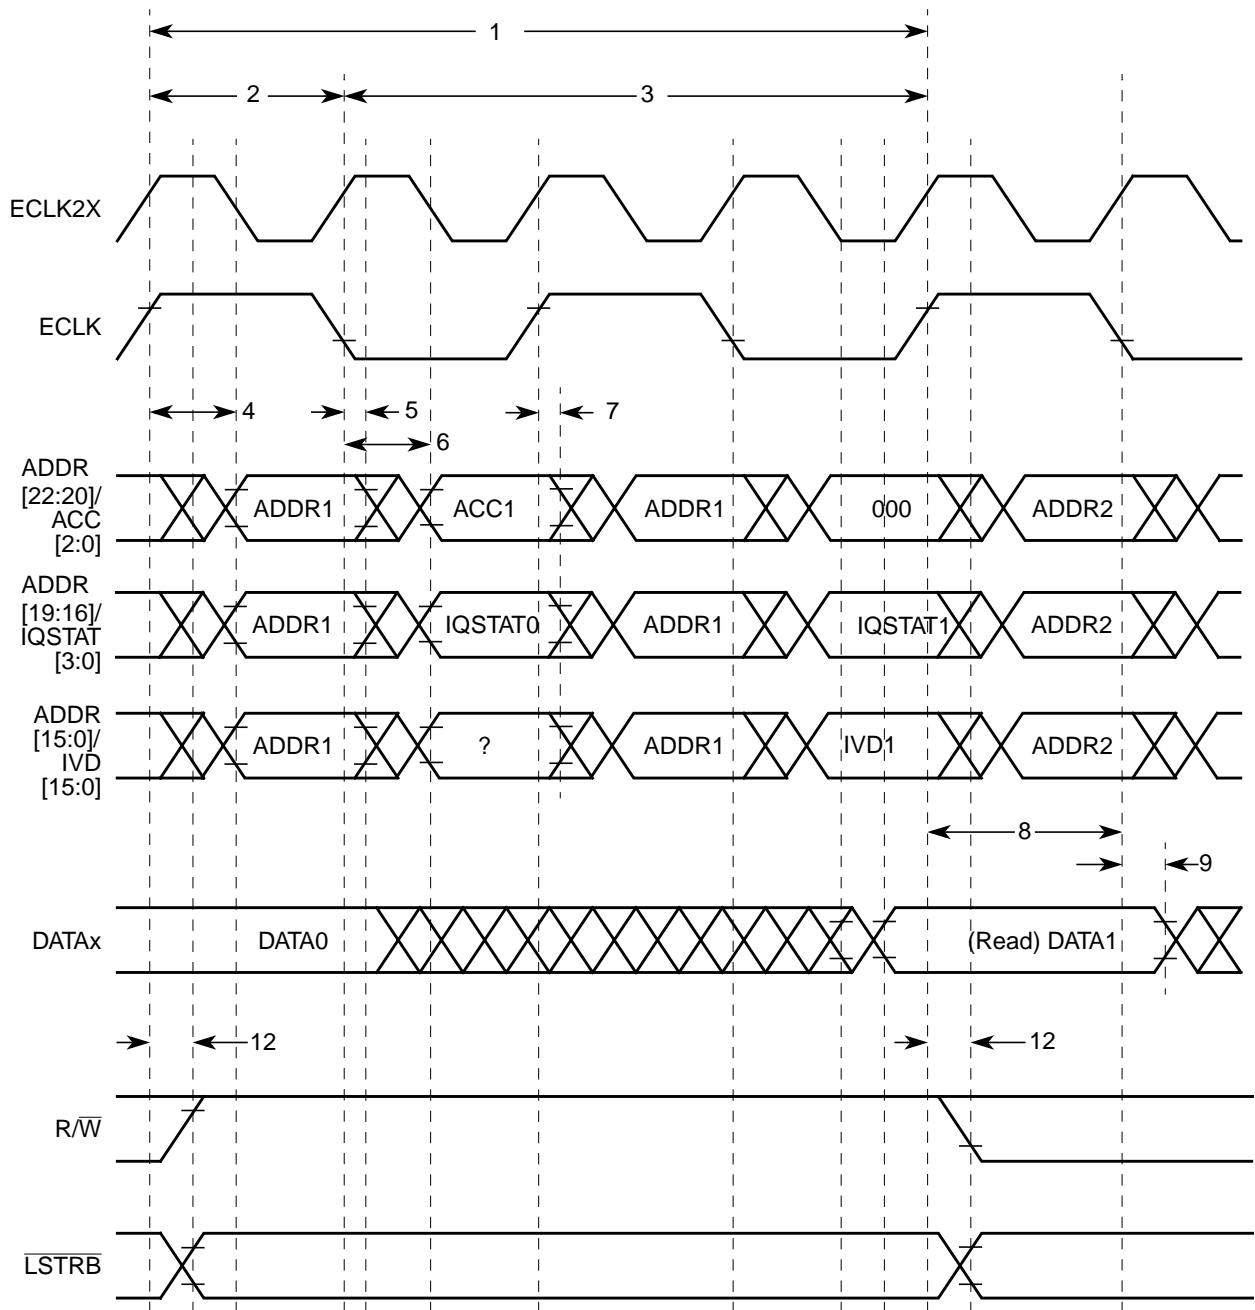 1
2 3
ECLK2X
ECLK
4 5 7
6
ADDR
[22:20]/
ACC
[2:0]
ADDR1 ACC1 ADDR1 000 ADDR2
ADDR
[19:16]/
IQSTAT
[3:0]
ADDR1 IQSTAT0 ADDR1 IQSTAT1 ADDR2
ADDR
[15:0]/
IVD
[15:0]
ADDR1 ? ADDR1 IVD1 ADDR2
8
9
DATAx DATA0 (Read) DATA1
12 12
R/W̅
L̅S̅T̅R̅B̅